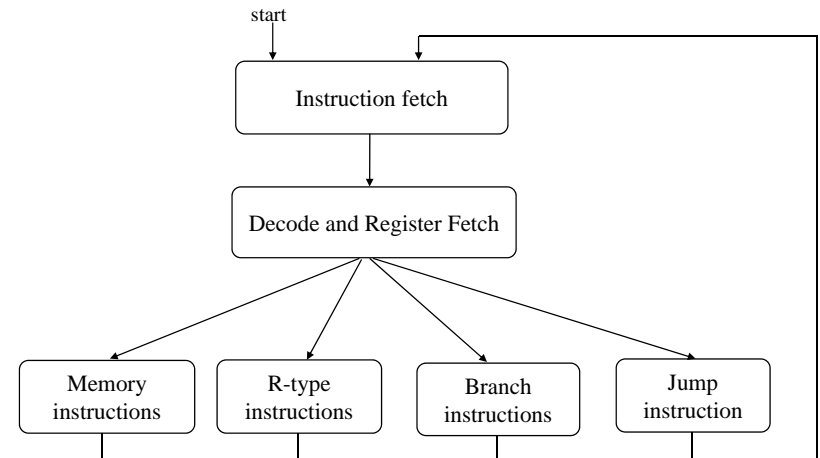 start
Instruction fetch
Decode and Register Fetch
Memory
instructions
R-type
instructions
Branch
instructions
Jump
instruction